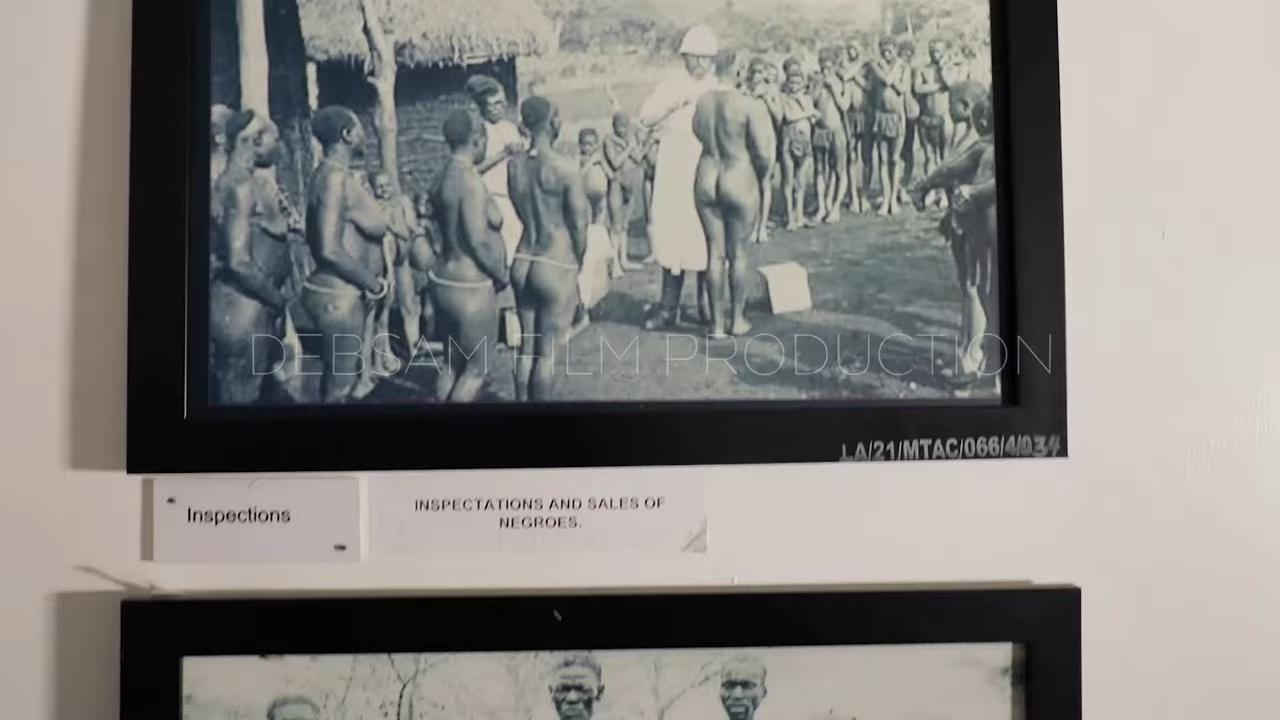 DEBSAM FILM PRODUCTION
LA/21/MTAC/066/4/034
Inspections
INSPECTATIONS AND SALES OF
NEGROES.